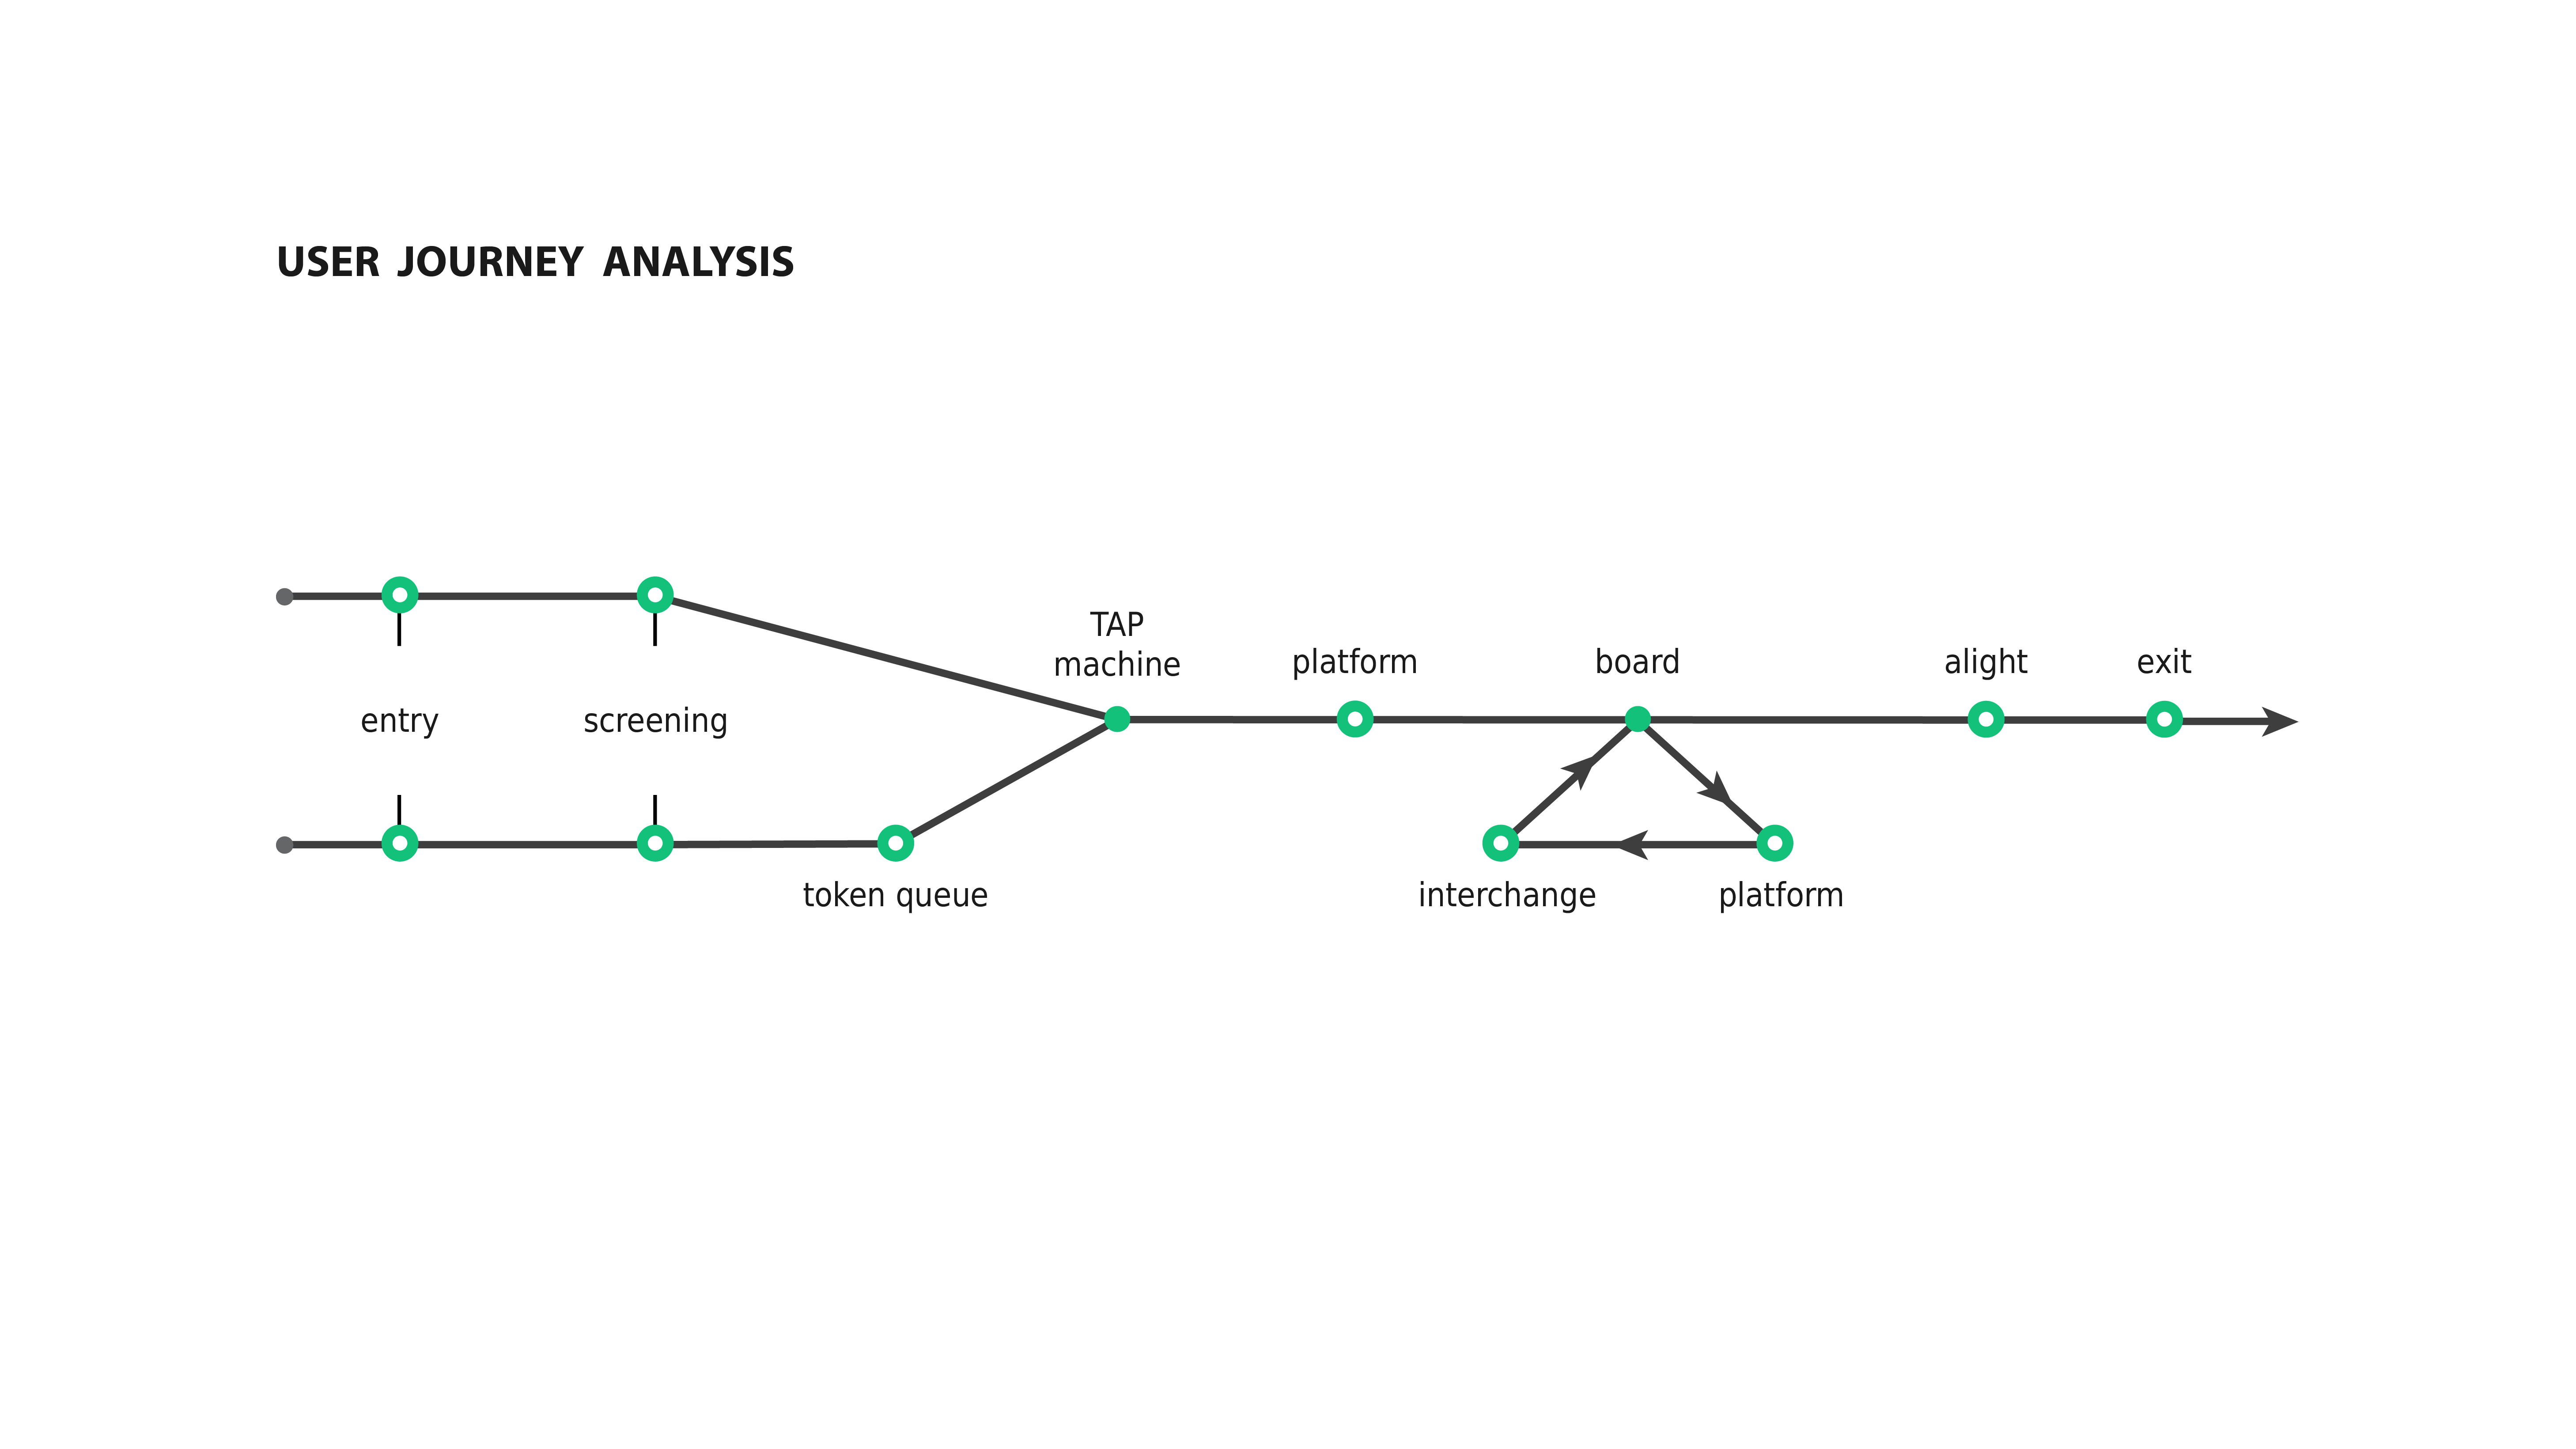 USER JOURNEY ANALYSIS
TAP
machine
platform
board
alight
exit
entry
screening
token queue
interchange
platform